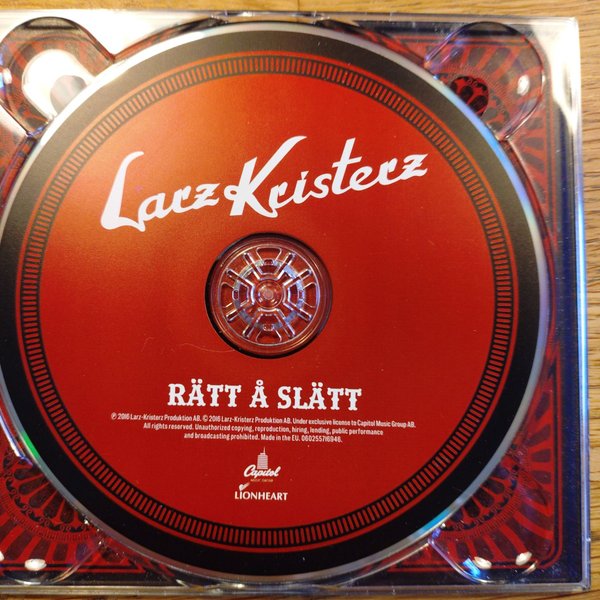 Larz Kristerz
RÄTT Å SLÄTT
℗ 2016 Larz-Kristerz Produktion AB. © 2016 Larz-Kristerz Produktion AB. Under exclusive license to Capitol Music Group AB.
All rights reserved. Unauthorized copying, reproduction, hiring, lending, public performance
and broadcasting prohibited. Made in the EU. 0602557116946.
Capitol
LIONHEART